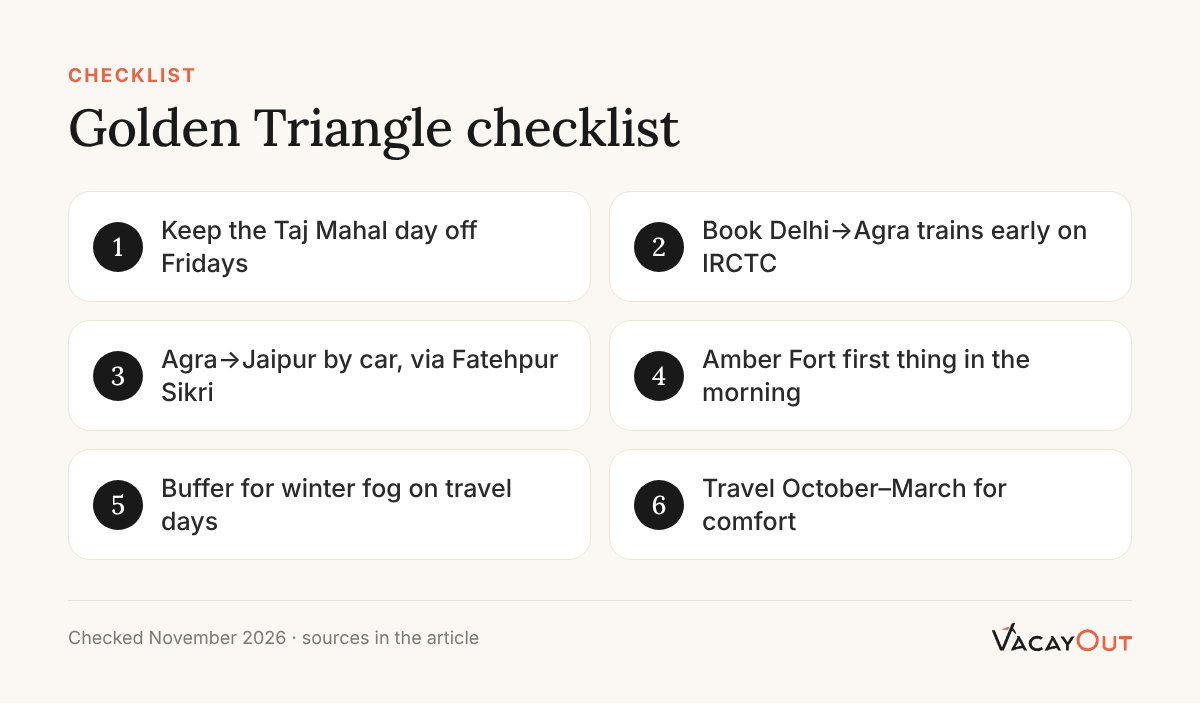 CHECKLIST
Golden Triangle checklist
1
Keep the Taj Mahal day off
Fridays
2
Book Delhi→Agra trains early on
IRCTC
3
Agra→Jaipur by car, via Fatehpur
Sikri
4
Amber Fort first thing in the
morning
5
Buffer for winter fog on travel
days
6
Travel October–March for
comfort
Checked November 2026 · sources in the article
VACAYOUT